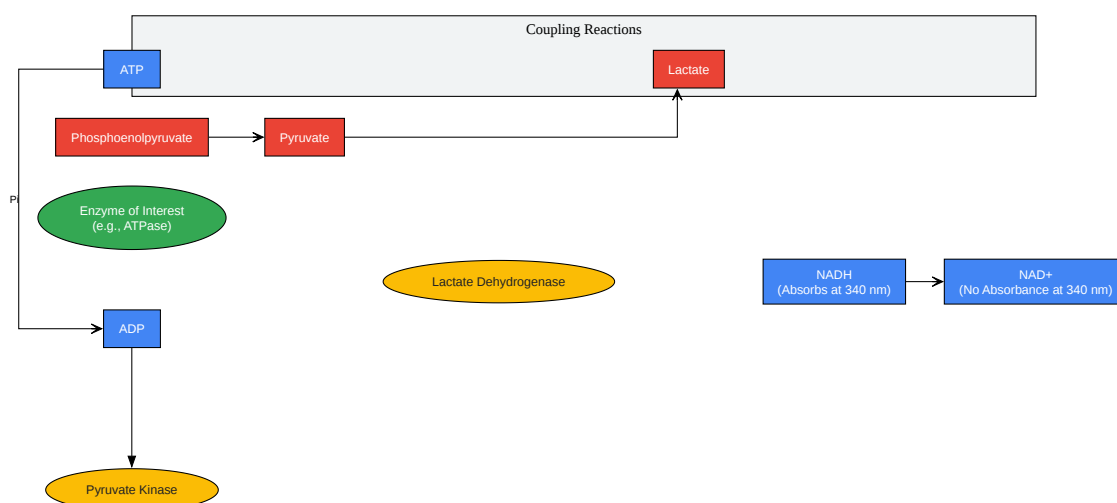 Coupling Reactions
ATP
Lactate
Phosphoenolpyruvate
Pyruvate
Pi
Enzyme of Interest
(e.g., ATPase)
Lactate Dehydrogenase
NADH
(Absorbs at 340 nm)
NAD+
(No Absorbance at 340 nm)
ADP
Pyruvate Kinase